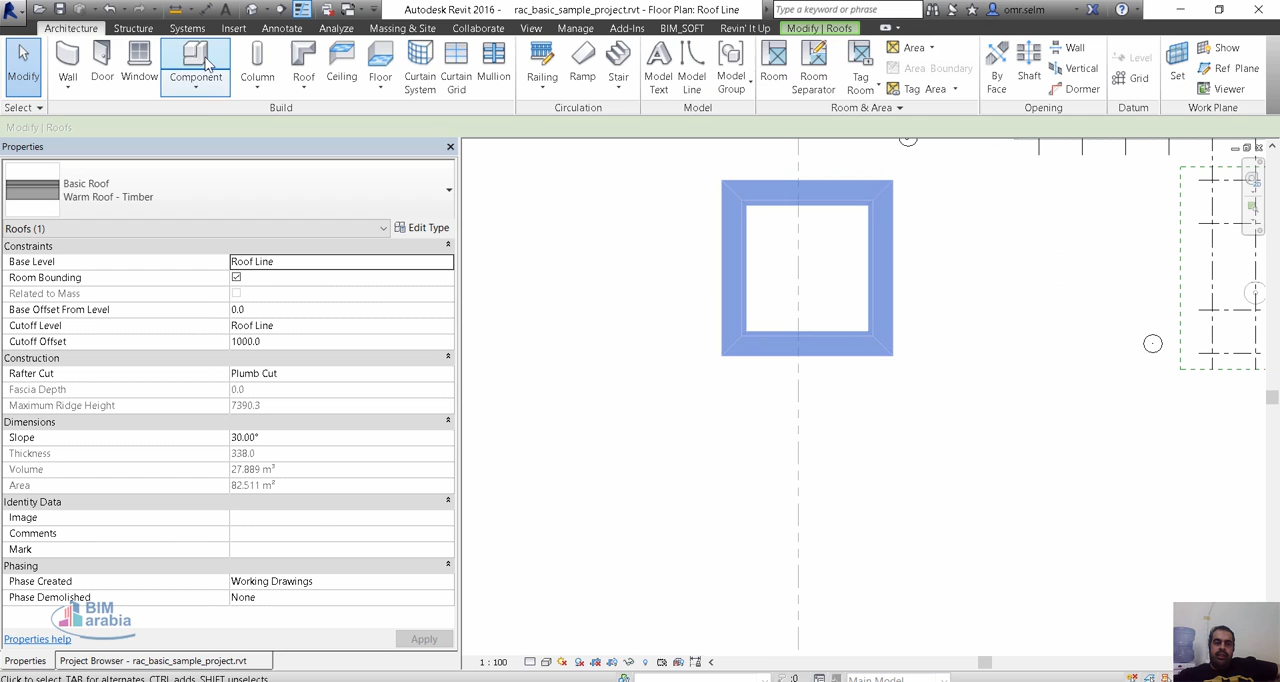 Autodesk Revit 2016 - rac_basic_sample_project.rvt - Floor Plan: Roof Line
Type a keyword or phrase
omr.selm
Architecture Structure Systems Insert Annotate Analyze Massing & Site Collaborate View Manage Add-Ins BIM_SOFT Revit' In Up Modify | Roofs
Modify Wall Door Window Component Roof Ceiling Floor Curtain System Curtain Grid Mullion Railing Ramp Stair Model Text Model Line Model Group Room Room Separator Tag Room Area Area Boundary Tag Area By Face Shaft Wall Vertical Dormer Level Grid Set Show Ref Plane Viewer
Select Build Circulation Model Room & Area Opening Datum Work Plane
Modify | Roofs
Properties
Basic Roof
Warm Roof - Timber
Roofs (1) Edit Type
Constraints
Base Level Roof Line
Room Bounding
Related to Mass
Base Offset From Level 0.0
Cutoff Level Roof Line
Cutoff Offset 1000.0
Construction
Rafter Cut Plumb Cut
Fascia Depth 0.0
Maximum Ridge Height 7390.3
Dimensions
Slope 30.00°
Thickness 338.0
Volume 27.889 m³
Area 82.511 m²
Identity Data
Image
Comments
Mark
Phasing
Phase Created Working Drawings
Phase Demolished None
BIM
arabia
Properties help Apply
Properties Project Browser - rac_basic_sample_project.rvt
1 : 100
Click to select, TAB for alternates, CTRL adds, SHIFT unselects.
:0 Main Model